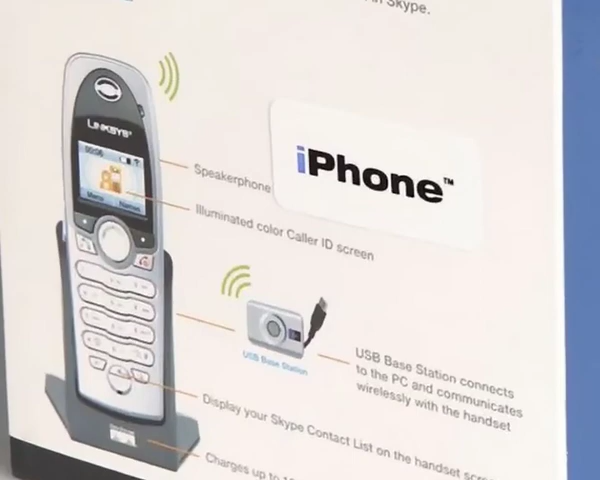 Skype.
LINKSYS®
00:06
Menu
Names
Speakerphone
iPhone™
Illuminated color Caller ID screen
USB Base Station
USB Base Station connects
to the PC and communicates
wirelessly with the handset
Display your Skype Contact List on the handset
Charges up to